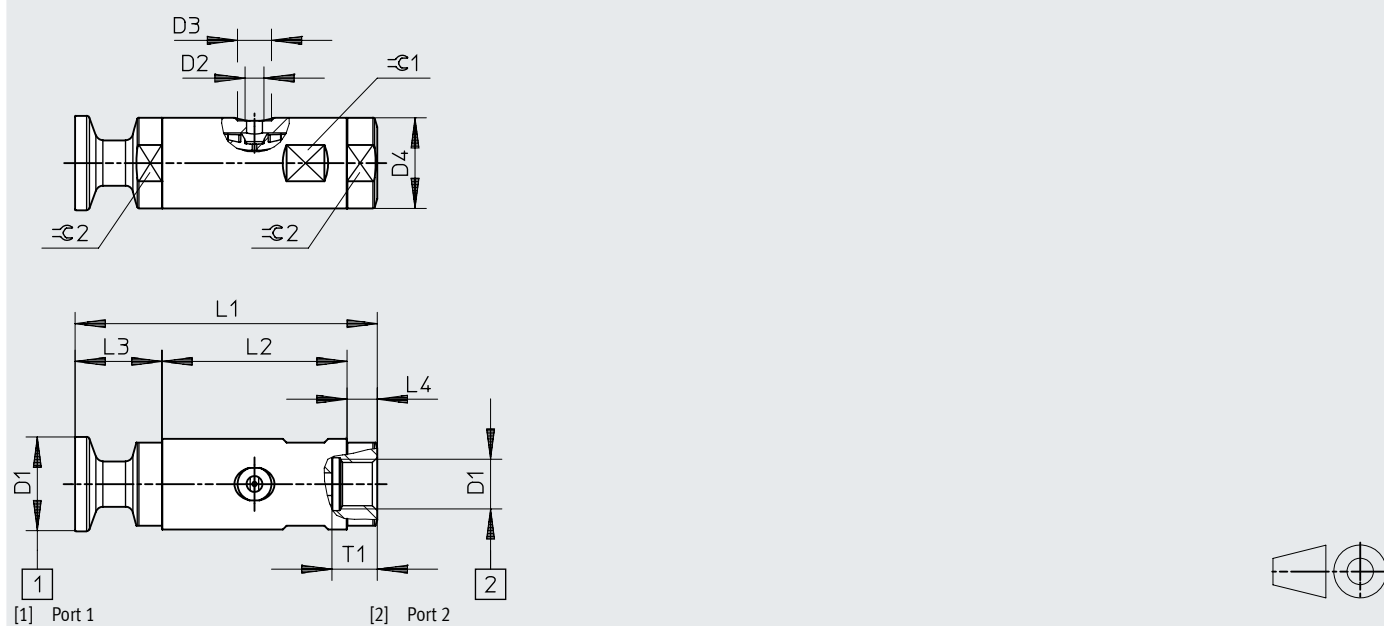 D3
D2
=©1
D4
=©2
=©2
L1
L3
L2
L4
D1
D1
T1
1
2
[1] Port 1
[2] Port 2